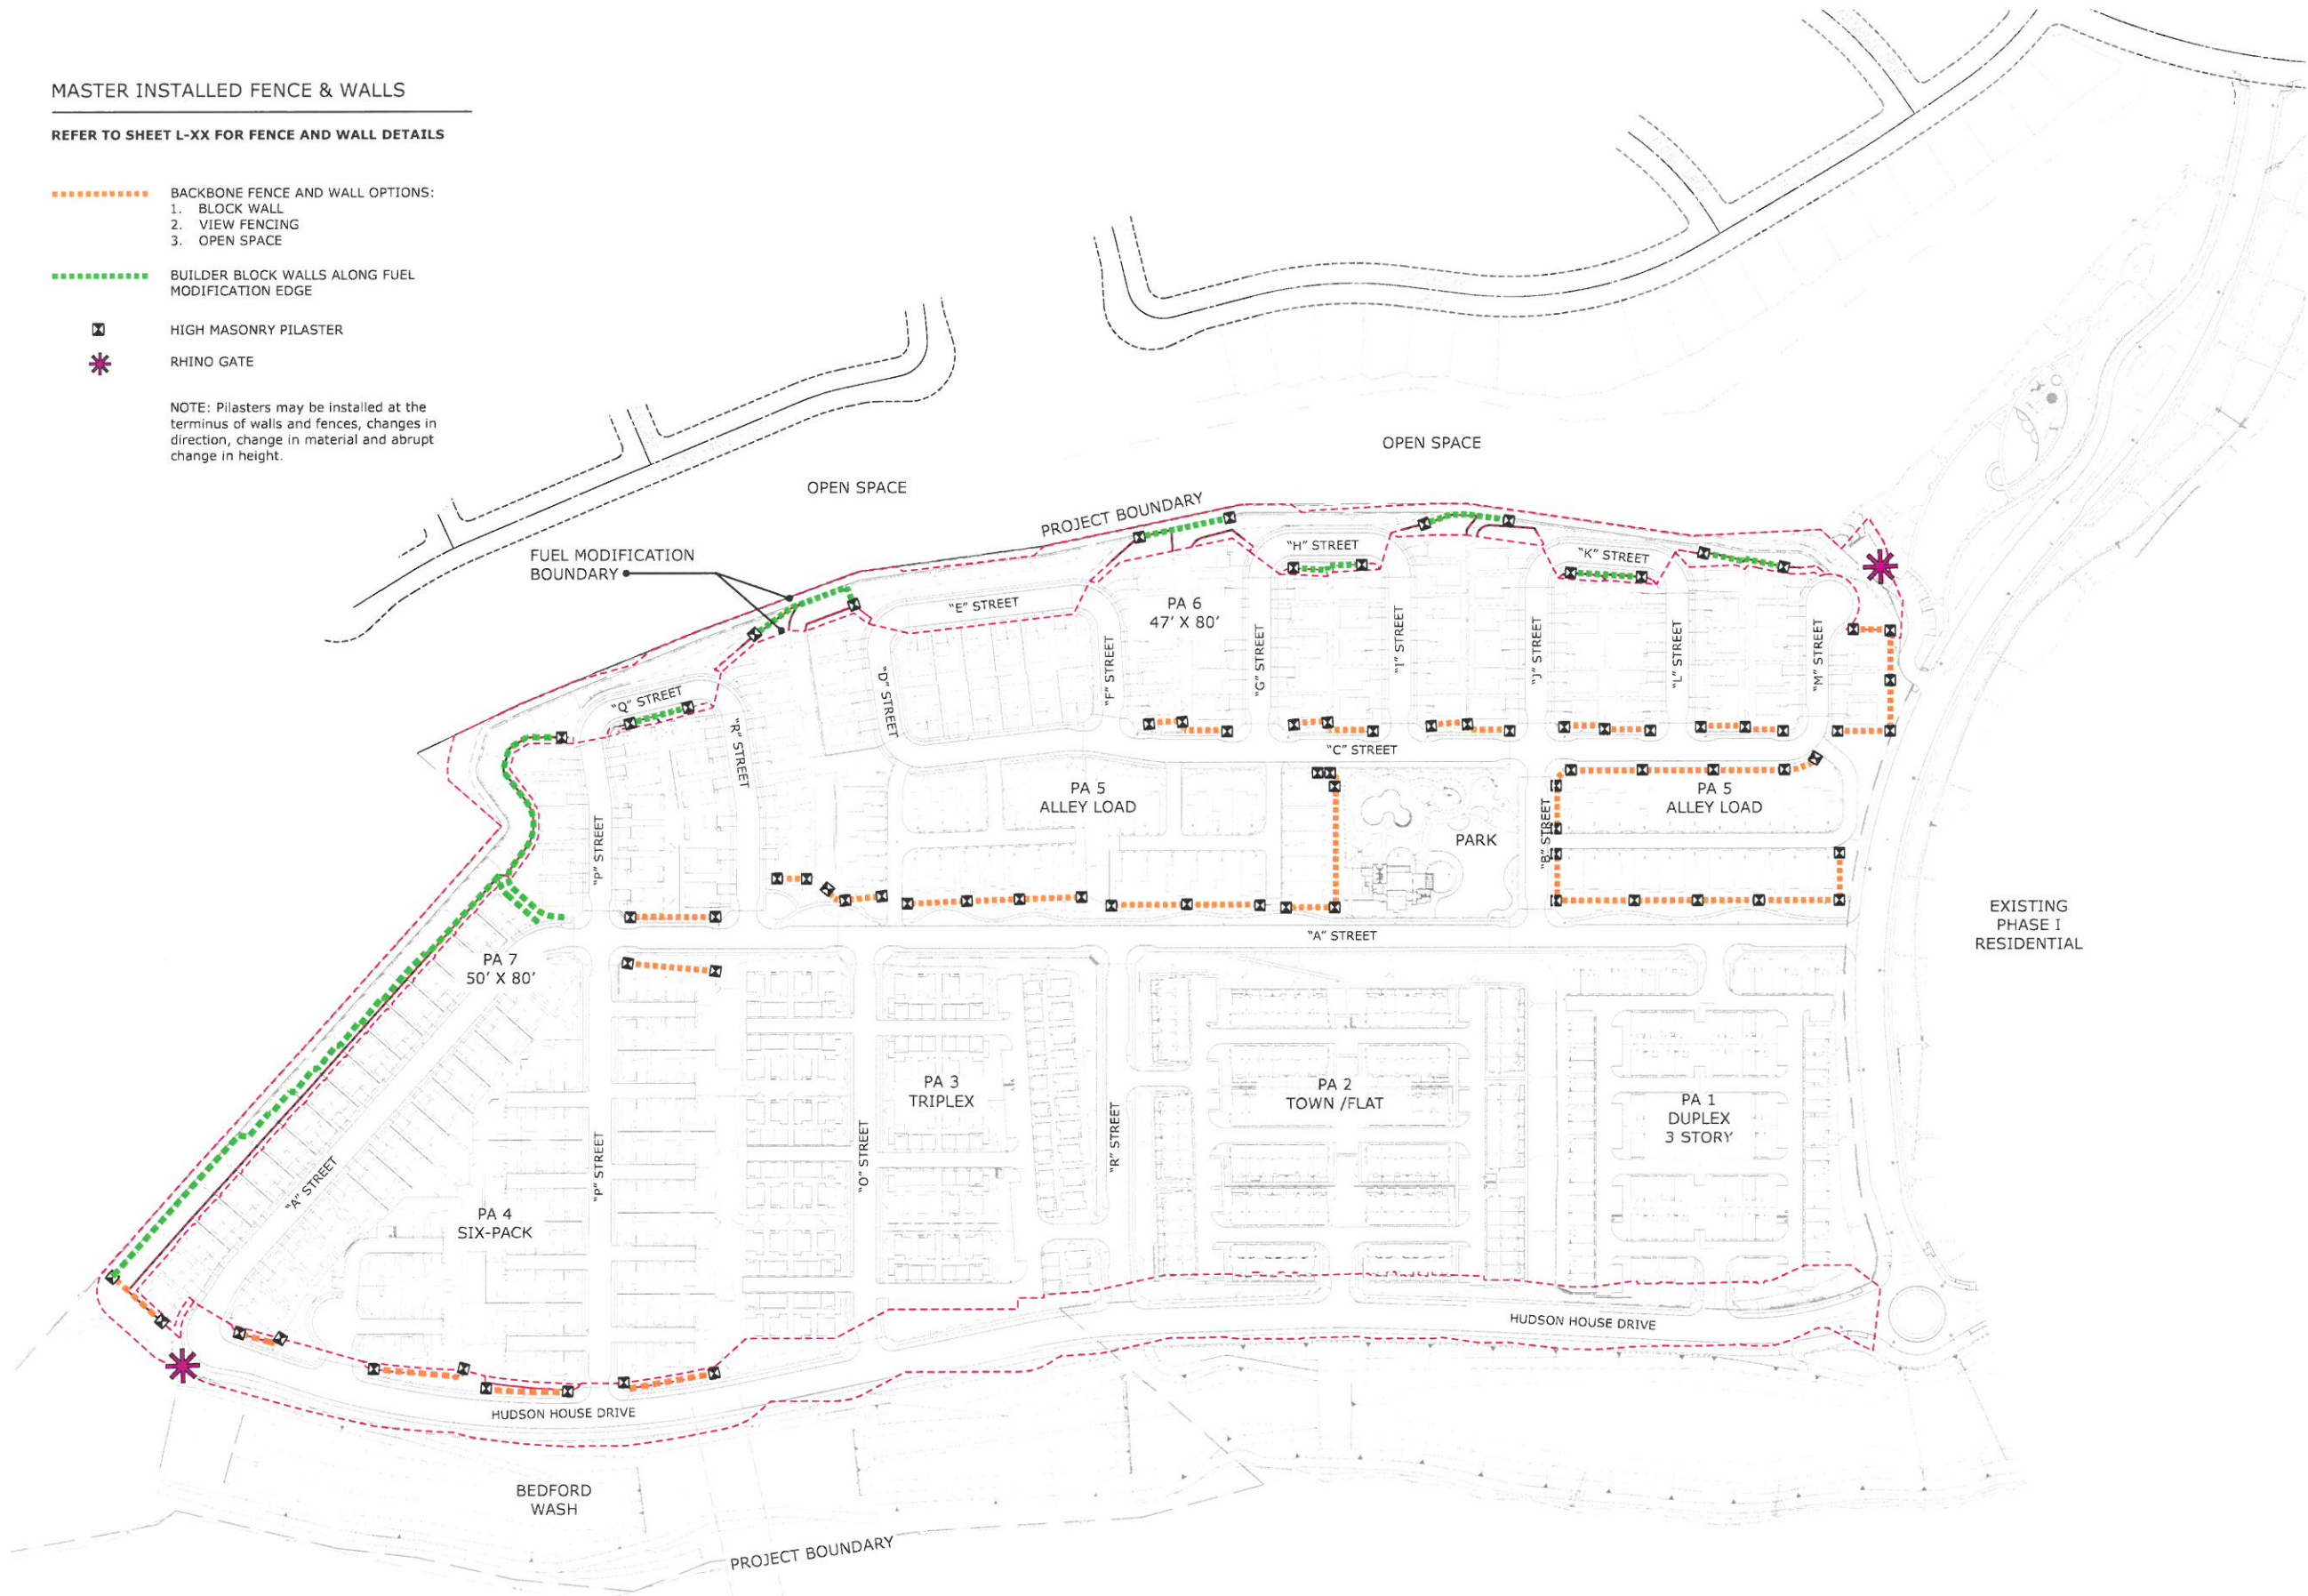 MASTER INSTALLED FENCE & WALLS
REFER TO SHEET L-XX FOR FENCE AND WALL DETAILS
BACKBONE FENCE AND WALL OPTIONS:
1. BLOCK WALL
2. VIEW FENCING
3. OPEN SPACE
BUILDER BLOCK WALLS ALONG FUEL
MODIFICATION EDGE
HIGH MASONRY PILASTER
RHINO GATE
NOTE: Pilasters may be installed at the
terminus of walls and fences, changes in
direction, change in material and abrupt
change in height.
OPEN SPACE
OPEN SPACE
PROJECT BOUNDARY
FUEL MODIFICATION
BOUNDARY
"H" STREET
"K" STREET
"E" STREET
PA 6
47' X 80'
"Q" STREET
"R" STREET
"D" STREET
"F" STREET
"G" STREET
"I" STREET
"J" STREET
"L" STREET
"M" STREET
"C" STREET
PA 5
ALLEY LOAD
PARK
"B" STREET
PA 5
ALLEY LOAD
"P" STREET
"A" STREET
EXISTING
PHASE I
RESIDENTIAL
PA 7
50' X 80'
PA 3
TRIPLEX
PA 2
TOWN /FLAT
PA 1
DUPLEX
3 STORY
"A" STREET
"P" STREET
"O" STREET
"R" STREET
PA 4
SIX-PACK
HUDSON HOUSE DRIVE
HUDSON HOUSE DRIVE
BEDFORD
WASH
PROJECT BOUNDARY